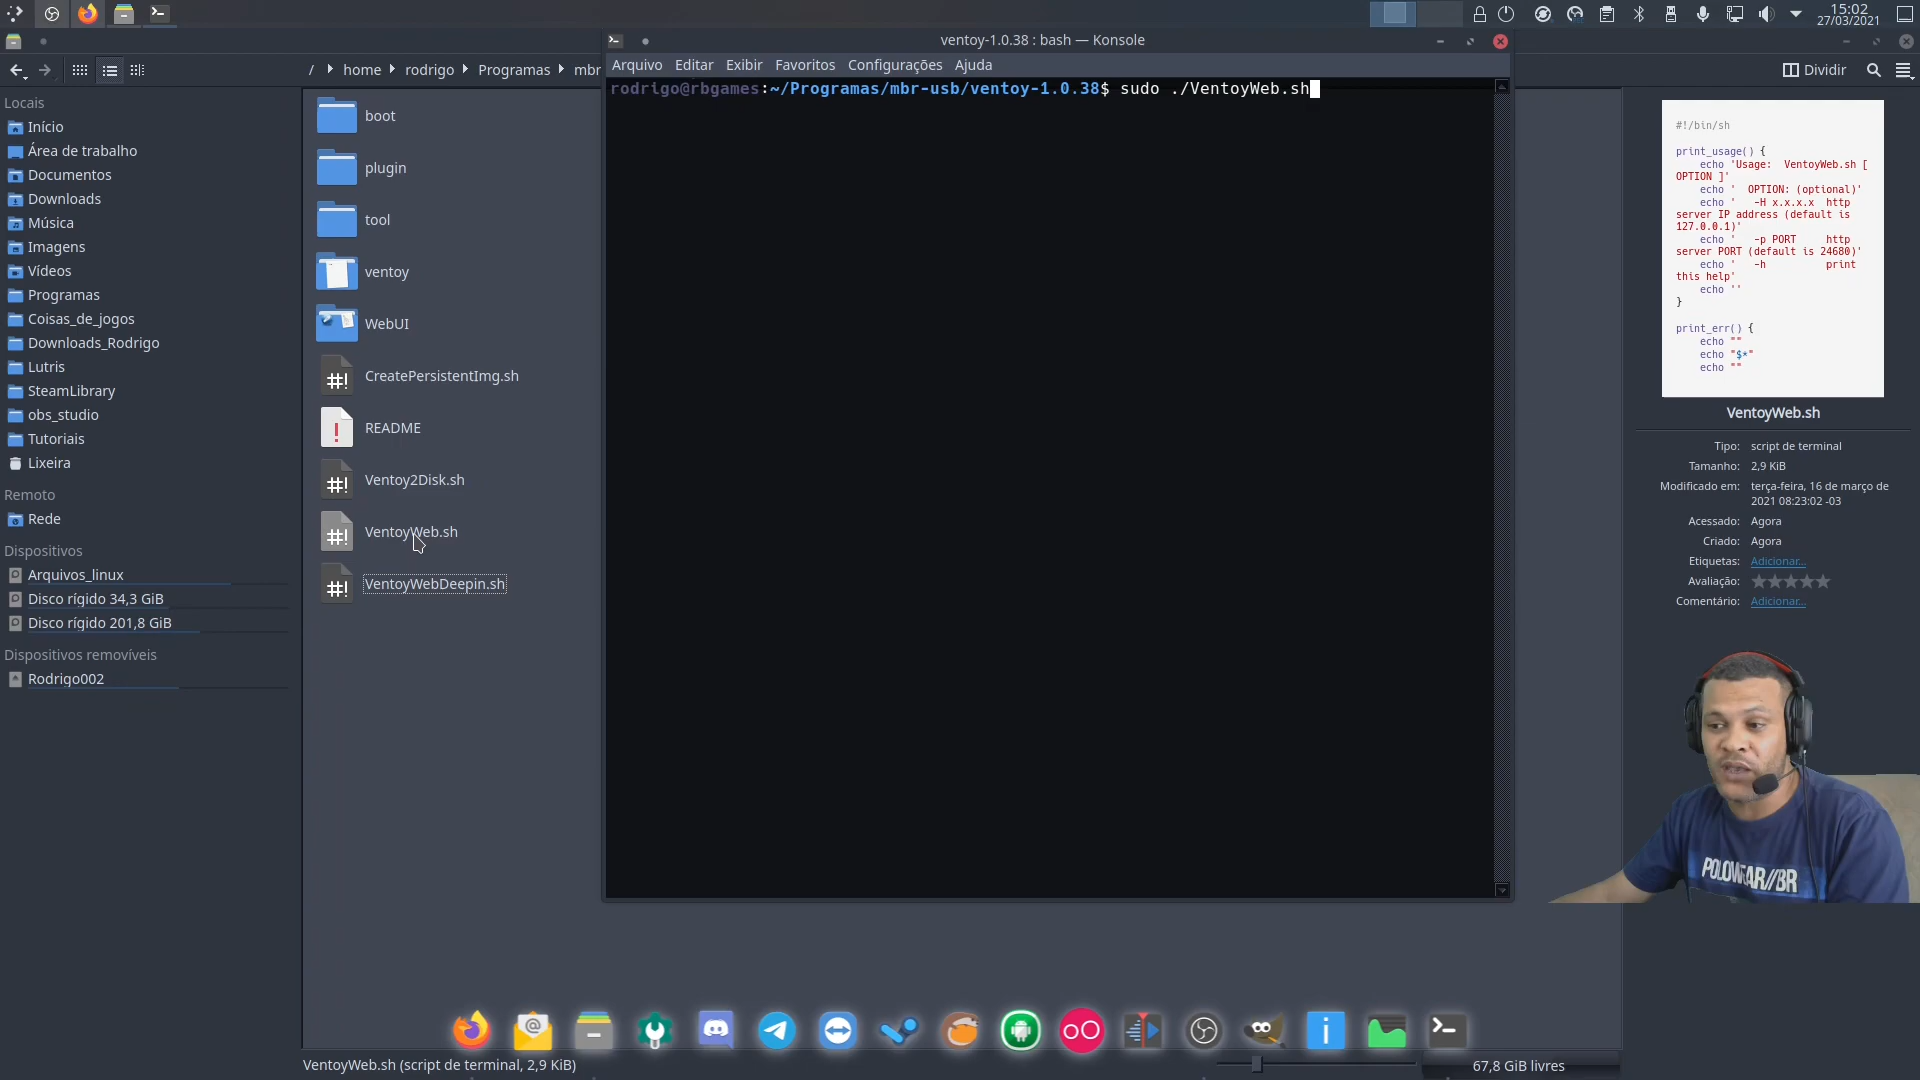 15:02
27/03/2021
ventoy-1.0.38 : bash — Konsole
/ home rodrigo Programas mbr
Dividir
Arquivo Editar Exibir Favoritos Configurações Ajuda
rodrigo@rbgames:~/Programas/mbr-usb/ventoy-1.0.38$ sudo ./VentoyWeb.sh
Locais
Início
Área de trabalho
Documentos
Downloads
Música
Imagens
Vídeos
Programas
Coisas_de_jogos
Downloads_Rodrigo
Lutris
SteamLibrary
obs_studio
Tutoriais
Lixeira
Remoto
Rede
Dispositivos
Arquivos_linux
Disco rígido 34,3 GiB
Disco rígido 201,8 GiB
Dispositivos removíveis
Rodrigo002
boot
plugin
tool
ventoy
WebUI
CreatePersistentImg.sh
README
Ventoy2Disk.sh
VentoyWeb.sh
VentoyWebDeepin.sh
#!/bin/sh
print_usage() {
echo 'Usage:  VentoyWeb.sh [
OPTION ]'
echo '  OPTION: (optional)'
echo '   -H x.x.x.x  http
server IP address (default is
127.0.0.1)'
echo '   -p PORT     http
server PORT (default is 24680)'
echo '   -h          print
this help'
echo ''
}
print_err() {
echo ""
echo "$*"
echo ""
VentoyWeb.sh
Tipo: script de terminal
Tamanho: 2,9 KiB
Modificado em: terça-feira, 16 de março de
2021 08:23:02 -03
Acessado: Agora
Criado: Agora
Etiquetas: Adicionar...
Avaliação:
Comentário: Adicionar...
POLOWEAR//BR
VentoyWeb.sh (script de terminal, 2,9 KiB)
67,8 GiB livres